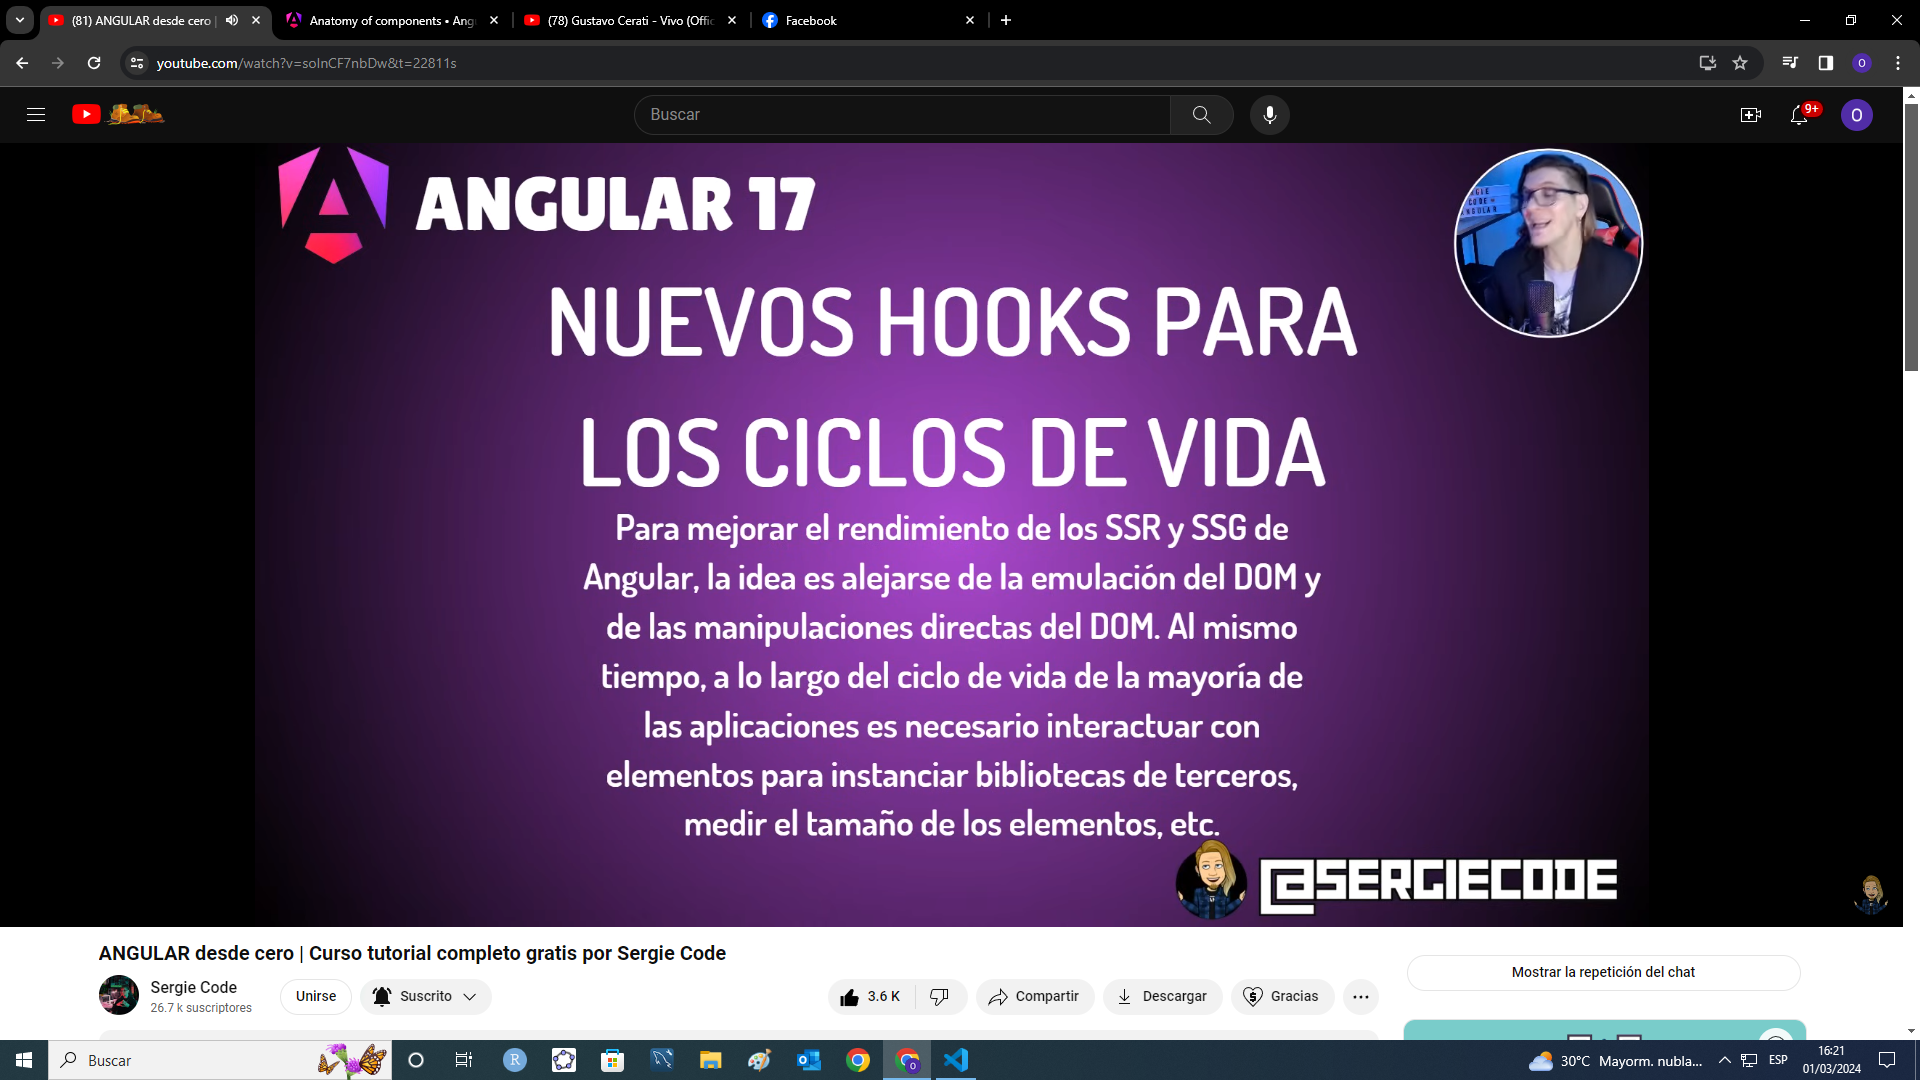 (81) ANGULAR desde cero |
Anatomy of components • Ang
(78) Gustavo Cerati - Vivo (Ofic
Facebook
youtube.com/watch?v=solnCF7nbDw&t=22811s
O
Buscar
9+
O
ANGULAR 17
NUEVOS HOOKS PARA
LOS CICLOS DE VIDA
Para mejorar el rendimiento de los SSR y SSG de
Angular, la idea es alejarse de la emulación del DOM y
de las manipulaciones directas del DOM. Al mismo
tiempo, a lo largo del ciclo de vida de la mayoría de
las aplicaciones es necesario interactuar con
elementos para instanciar bibliotecas de terceros,
medir el tamaño de los elementos, etc.
@SERGIECODE
ANGULAR desde cero | Curso tutorial completo gratis por Sergie Code
Sergie Code
26.7 k suscriptores
Unirse
Suscrito
3.6 K
Compartir
Descargar
Gracias
Mostrar la repetición del chat
Buscar
30°C Mayorm. nubla...
ESP
16:21
01/03/2024